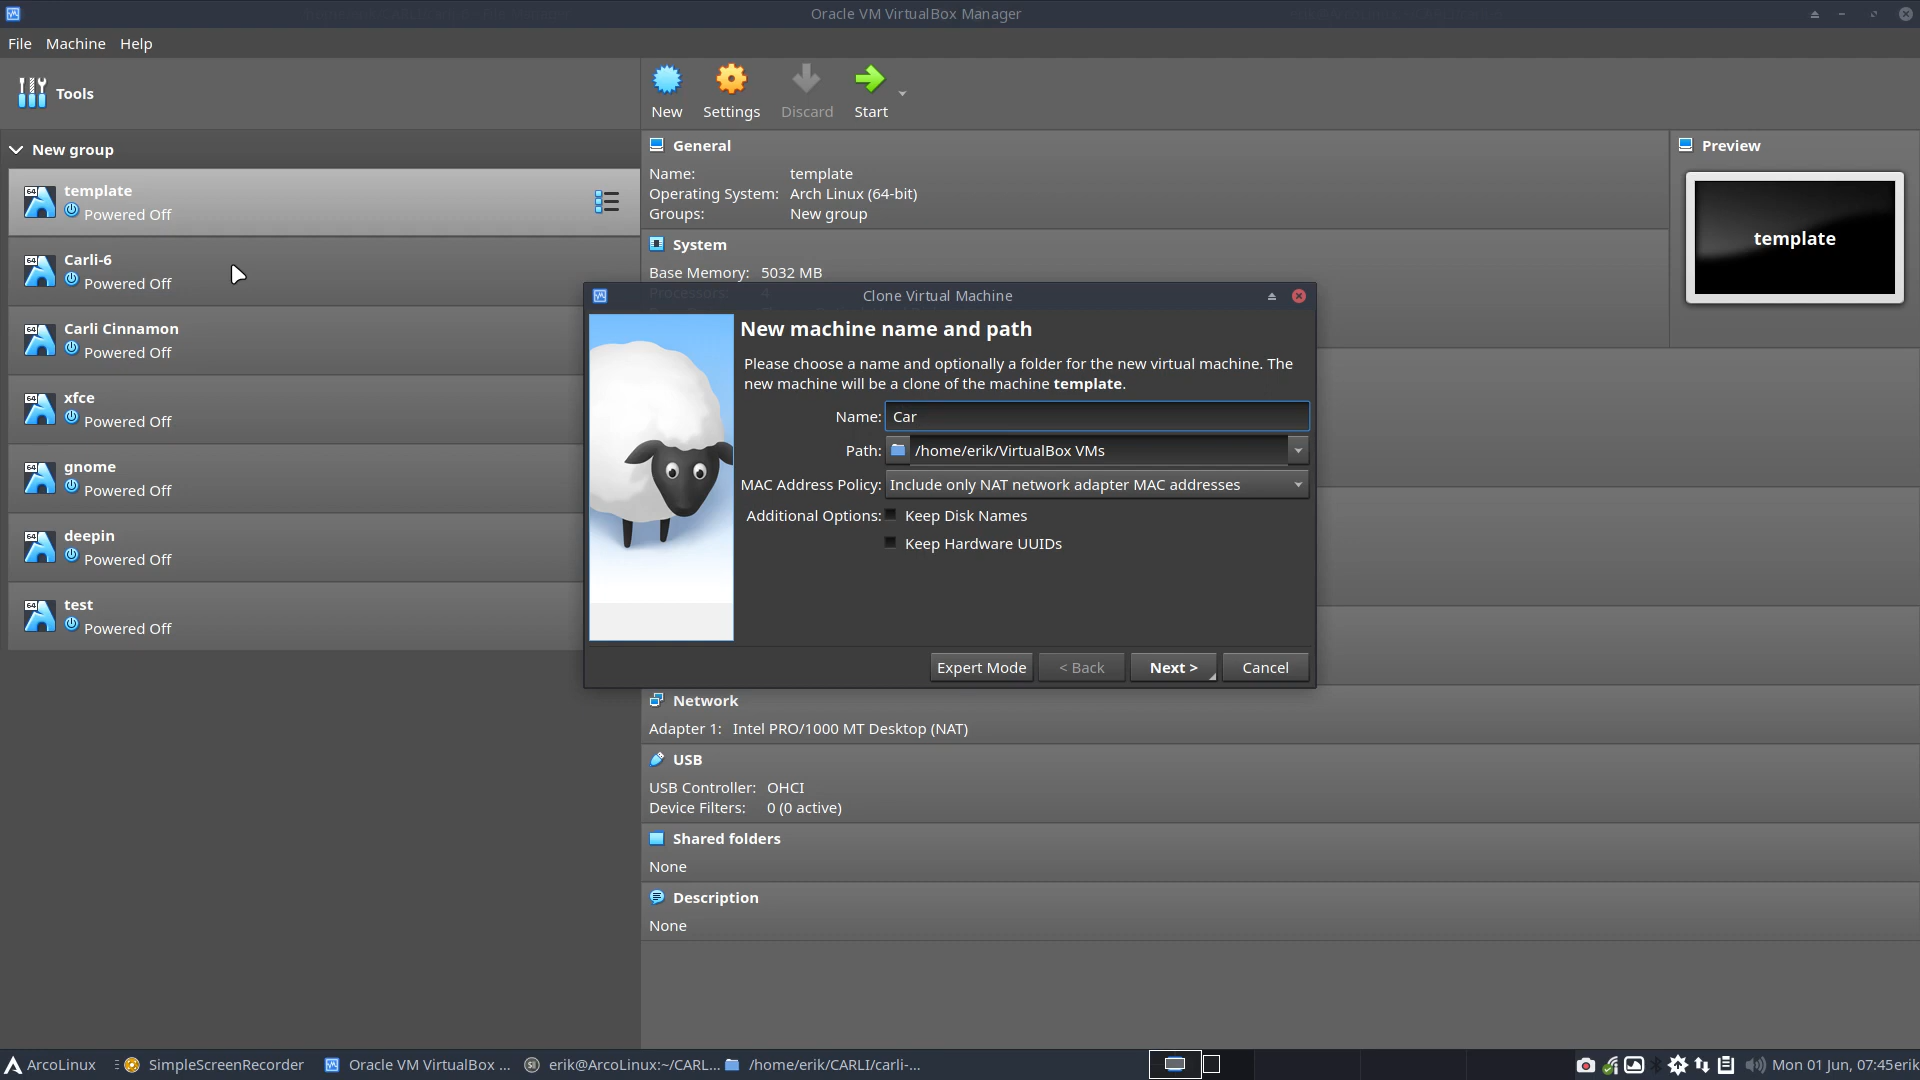 Oracle VM VirtualBox Manager
File Machine Help
Tools
New Settings Discard Start
New group
template
Powered Off
Carli-6
Powered Off
Carli Cinnamon
Powered Off
xfce
Powered Off
gnome
Powered Off
deepin
Powered Off
test
Powered Off
General
Name: template
Operating System: Arch Linux (64-bit)
Groups: New group
System
Base Memory: 5032 MB
Processors: 4
Preview
template
Clone Virtual Machine
New machine name and path
Please choose a name and optionally a folder for the new virtual machine. The
new machine will be a clone of the machine template.
Name: Car
Path: /home/erik/VirtualBox VMs
MAC Address Policy: Include only NAT network adapter MAC addresses
Additional Options: Keep Disk Names
Keep Hardware UUIDs
Expert Mode < Back Next > Cancel
Network
Adapter 1: Intel PRO/1000 MT Desktop (NAT)
USB
USB Controller: OHCI
Device Filters: 0 (0 active)
Shared folders
None
Description
None
ArcoLinux SimpleScreenRecorder Oracle VM VirtualBox ... erik@ArcoLinux:~/CARL... /home/erik/CARLI/carli-... Mon 01 Jun, 07:45erik